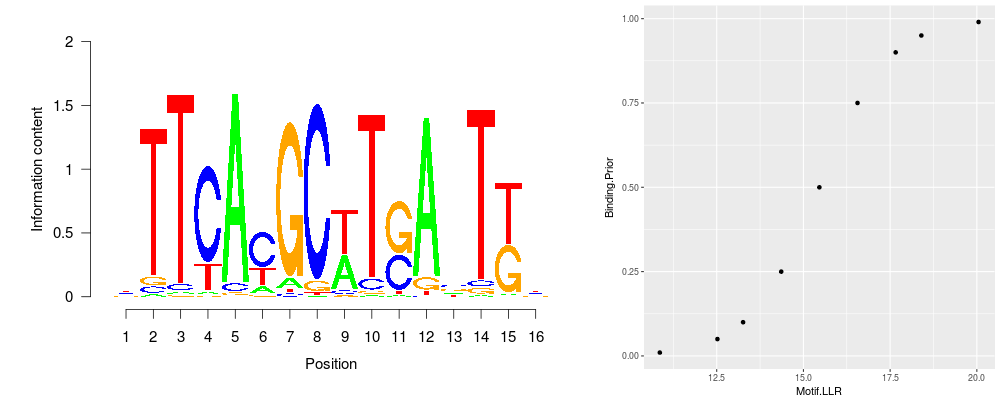 2
1.5
1
0.5
0
Information content
T T C A C G C T T G A T T
G C T C T A G A C C G C G
1 2 3 4 5 6 7 8 9 10 11 12 13 14 15 16
Position
1.00
0.75
0.50
0.25
0.00
Binding.Prior
12.5 15.0 17.5 20.0
Motif.LLR